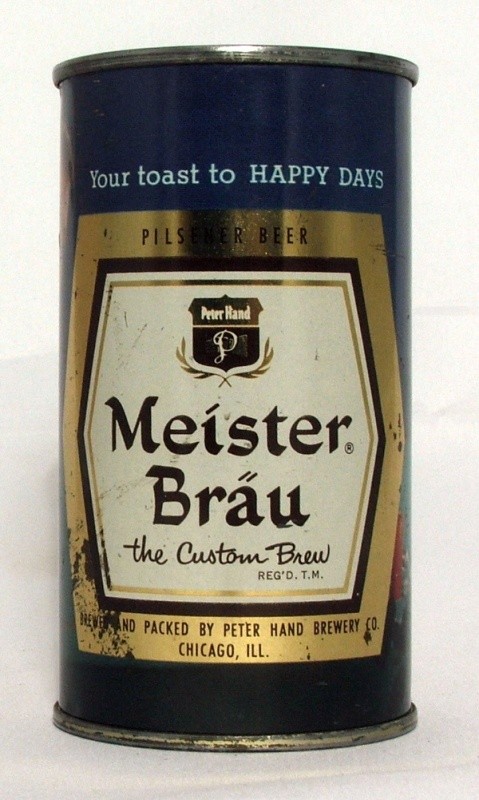 Your toast to HAPPY DAYS
PILSENER BEER
Peter Hand
P
Meister®
Bräu
the Custom Brew
REG'D. T.M.
BREWED AND PACKED BY PETER HAND BREWERY CO.
CHICAGO, ILL.